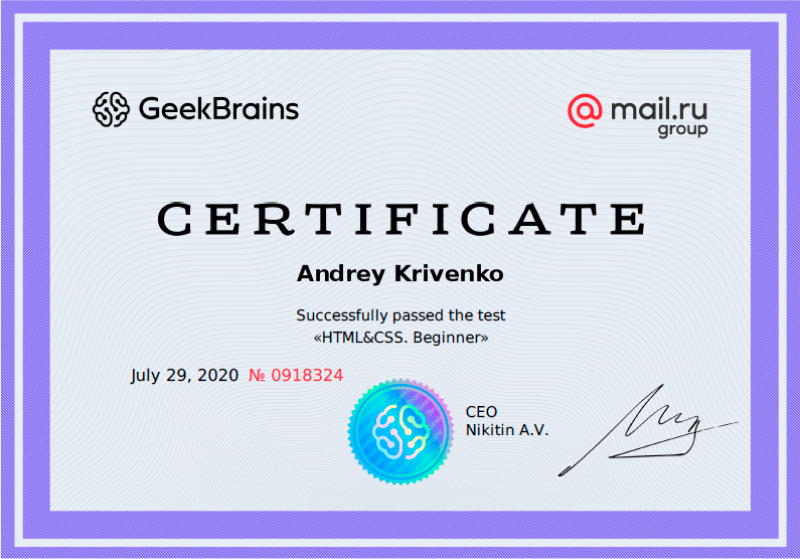 GeekBrains
@mail.ru
group
CERTIFICATE
Andrey Krivenko
Successfully passed the test
«HTML&CSS. Beginner»
July 29, 2020 № 0918324
CEO
Nikitin A.V.